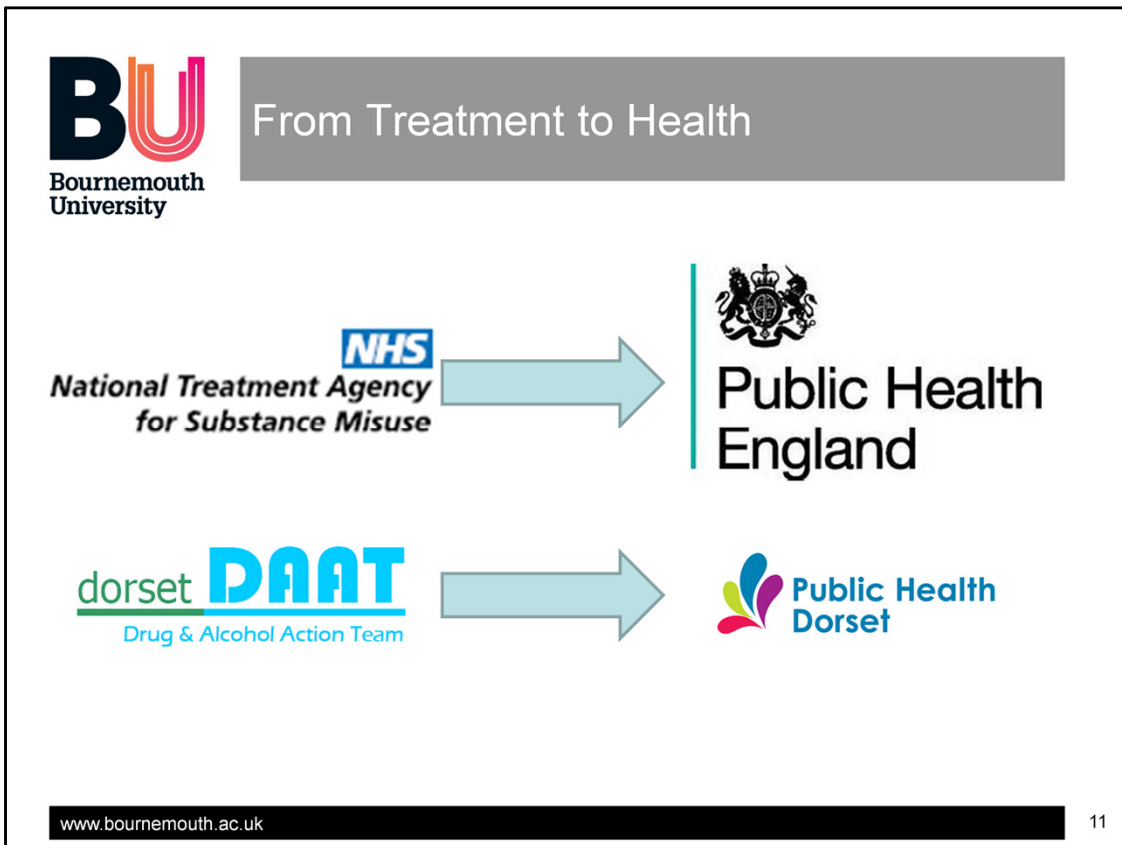 BU
Bournemouth
University
From Treatment to Health
NHS
National Treatment Agency
for Substance Misuse
Public Health
England
dorset DAAT
Drug & Alcohol Action Team
Public Health
Dorset
www.bournemouth.ac.uk
11